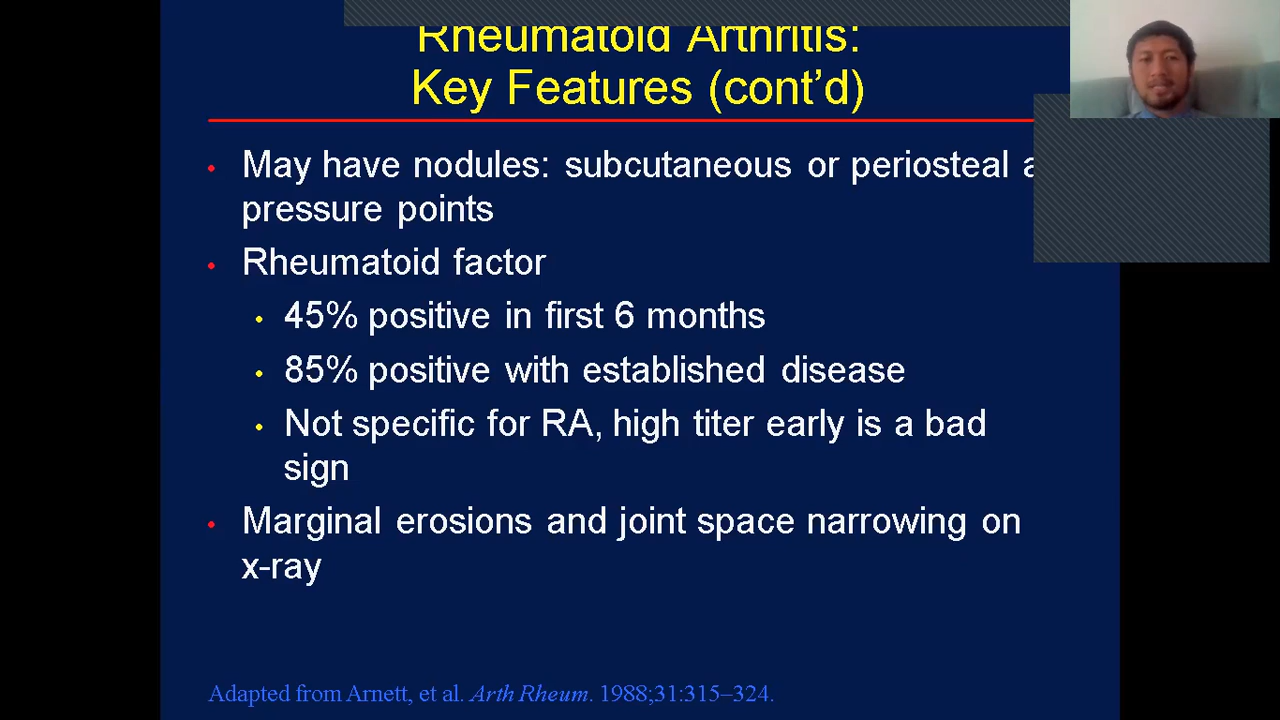 Rheumatoid Arthritis:
Key Features (cont’d)
• May have nodules: subcutaneous or periosteal
pressure points
• Rheumatoid factor
• 45% positive in first 6 months
• 85% positive with established disease
• Not specific for RA, high titer early is a bad
sign
• Marginal erosions and joint space narrowing on
x-ray
Adapted from Arnett, et al. Arth Rheum. 1988;31:315–324.